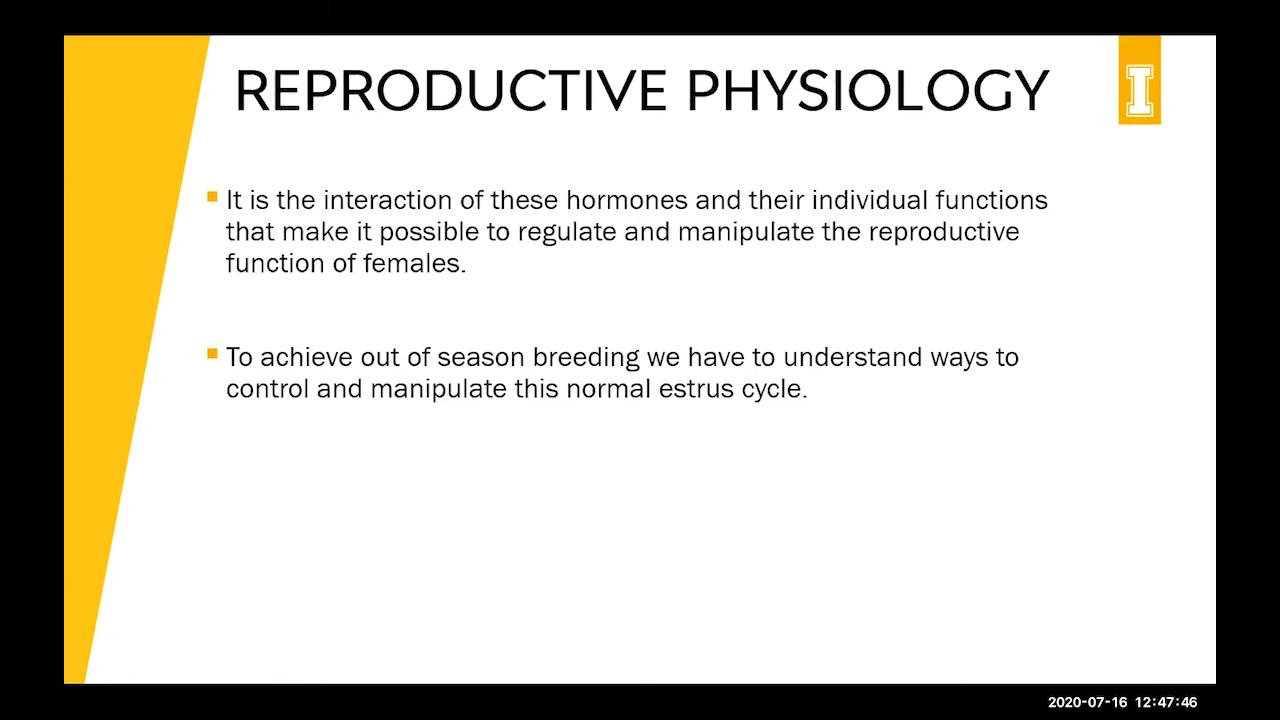 REPRODUCTIVE PHYSIOLOGY
I
It is the interaction of these hormones and their individual functions
that make it possible to regulate and manipulate the reproductive
function of females.
To achieve out of season breeding we have to understand ways to
control and manipulate this normal estrus cycle.
2020-07-16 12:47:46